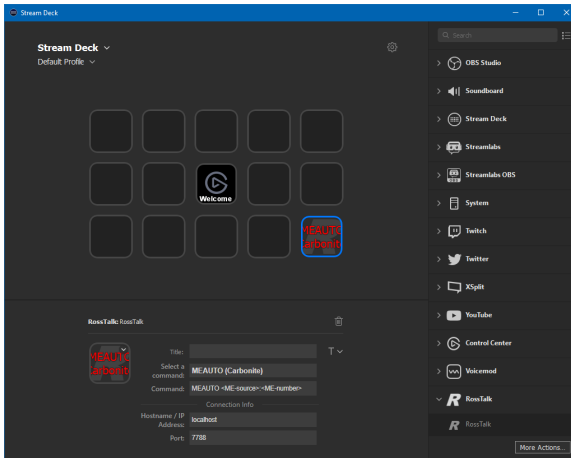 Stream Deck
Stream Deck
Default Profile
Welcome
MEAUTO
Carbonite
RossTalk: RossTalk
MEAUTO
Carbonite
Title:
T
Select a command: MEAUTO (Carbonite)
Command: MEAUTO <ME-source>:<ME-number>
Connection Info
Hostname / IP Address: localhost
Port: 7788
Search
OBS Studio
Soundboard
Stream Deck
Streamlabs
Streamlabs OBS
System
Twitch
Twitter
XSplit
YouTube
Control Center
Voicemod
RossTalk
RossTalk
More Actions...